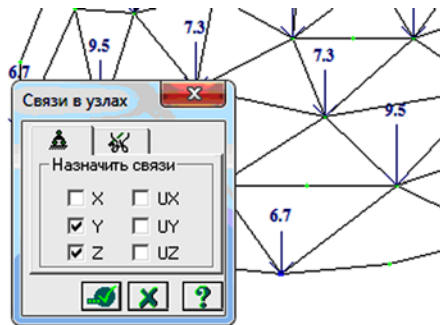 7.3
9.5
7.3
6.7
9.5
Связи в узлах
Назначить связи
X UX
Y UY
Z UZ
6.7
?